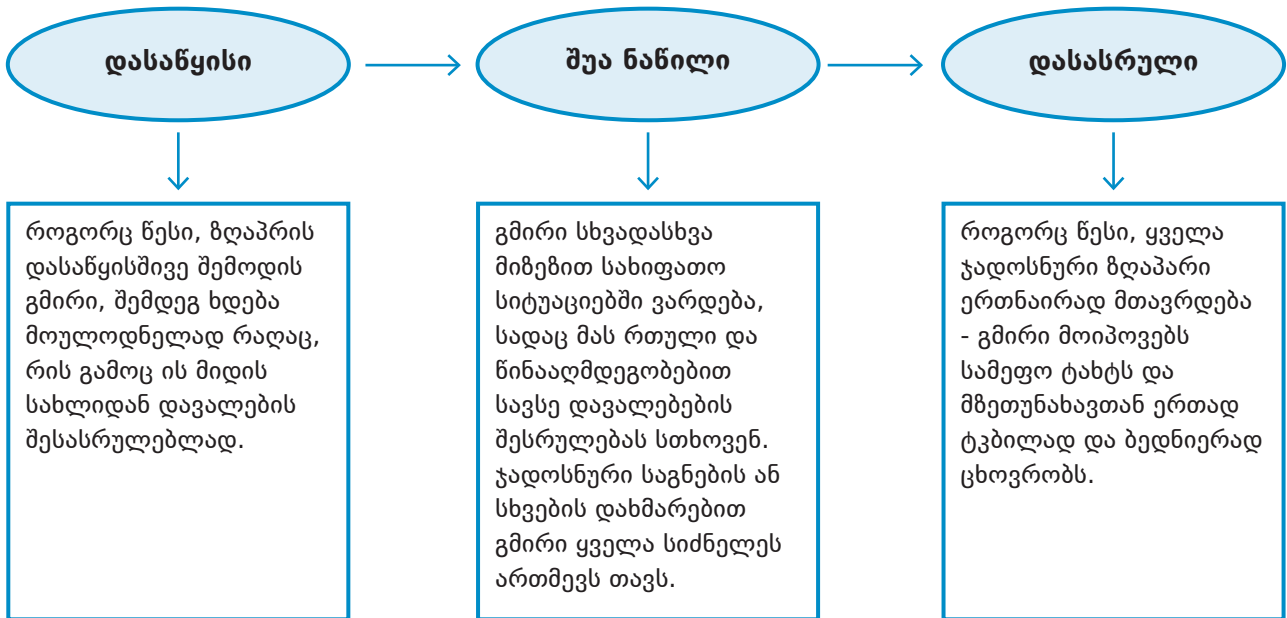 დასაწყისი
შუა ნაწილი
დასასრული
როგორც წესი, ზღაპრის
დასაწყისშივე შემოდის
გმირი, შემდეგ ხდება
მოულოდნელად რაღაც,
რის გამოც ის მიდის
სახლიდან დავალების
შესასრულებლად.
გმირი სხვადასხვა
მიზეზით სახიფათო
სიტუაციებში ვარდება,
სადაც მას რთული და
წინააღმდეგობებით
სავსე დავალებების
შესრულებას სთხოვენ.
ჯადოსნური საგნების ან
სხვების დახმარებით
გმირი ყველა სიძნელეს
ართმევს თავს.
როგორც წესი, ყველა
ჯადოსნური ზღაპარი
ერთნაირად მთავრდება
- გმირი მოიპოვებს
სამეფო ტახტს და
მზეთუნახავთან ერთად
ტკბილად და ბედნიერად
ცხოვრობს.